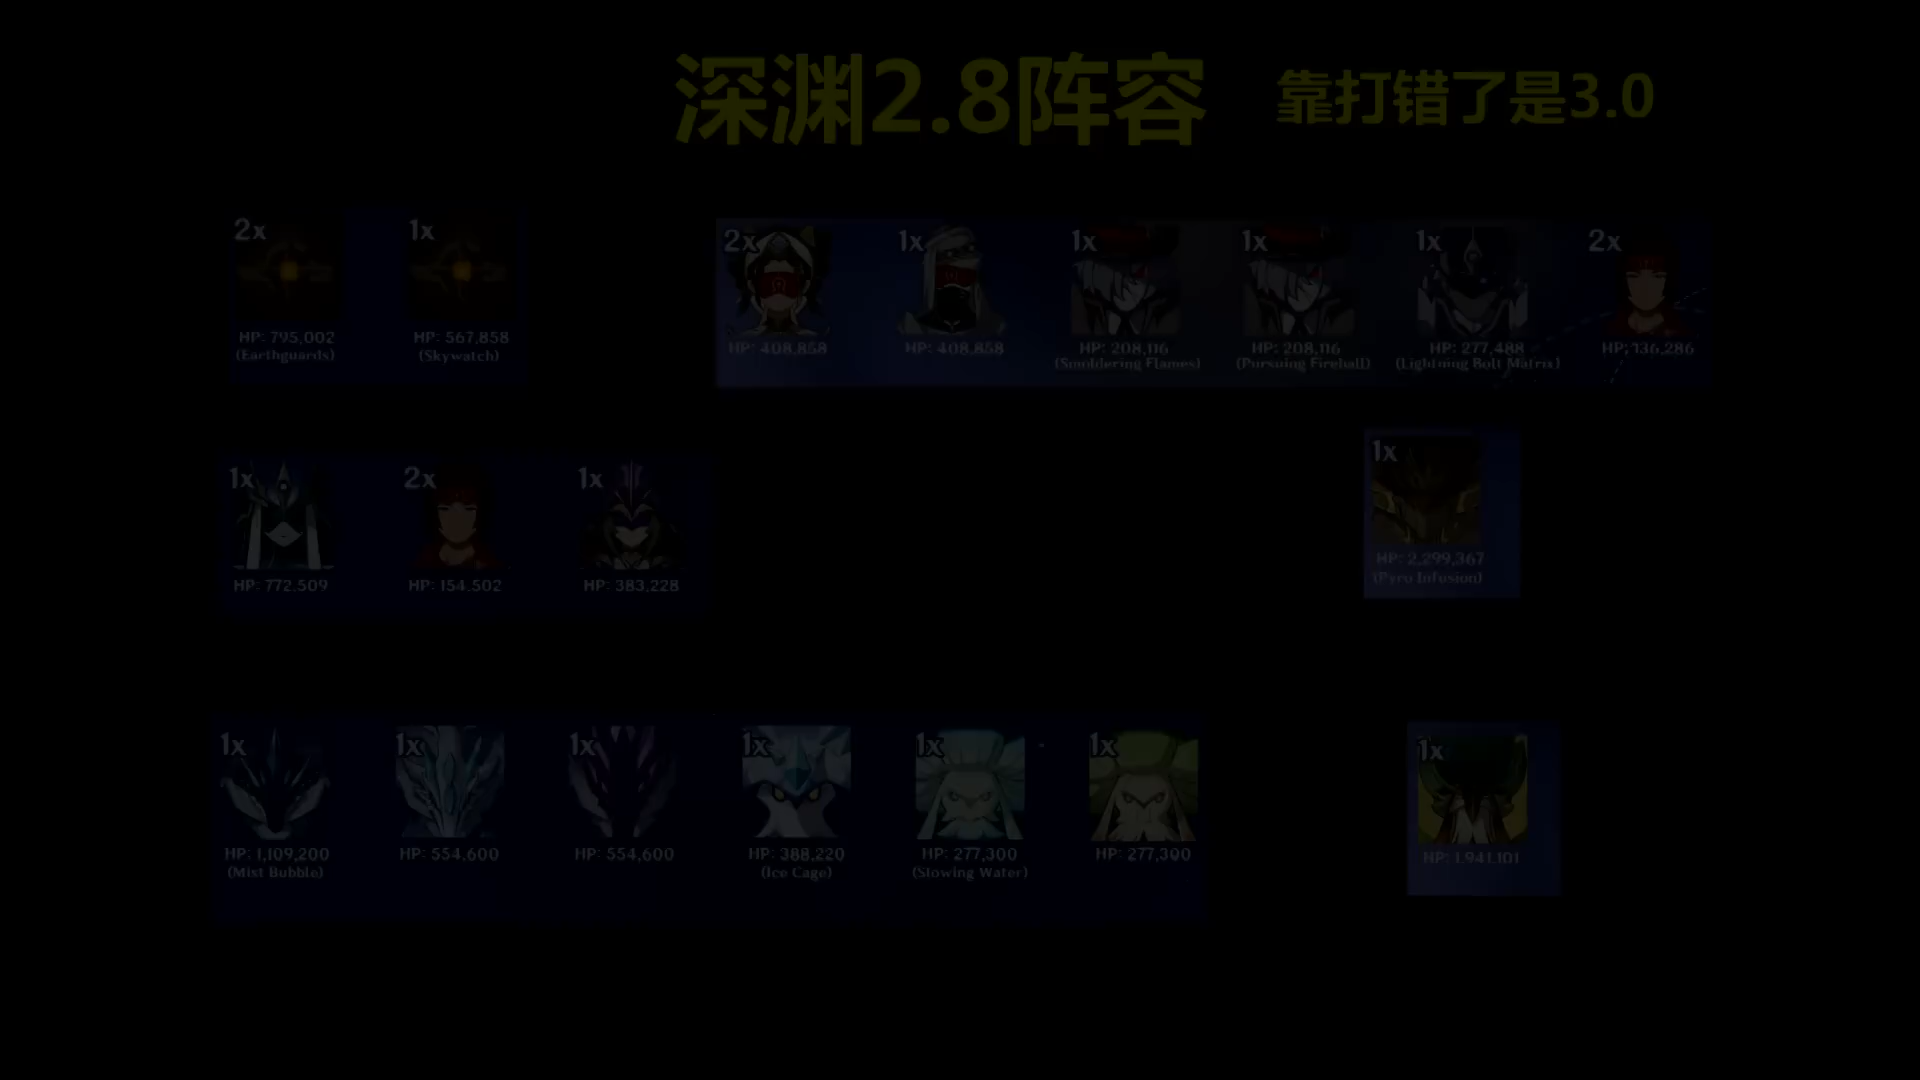 深渊2.8阵容 靠打错了是3.0
2x 1x
HP: 795,002 HP: 567,858
(Earthguards) (Skywatch)
2x 1x 1x 1x 1x 2x
HP: 408,858 HP: 408,858 HP: 208,116 HP: 208,116 HP: 277,488 HP: 136,286
(Smoldering Flames) (Pursuing Fireball) (Lightning Bolt Matrix)
1x 2x 1x
HP: 772,509 HP: 154,502 HP: 383,228
1x
HP: 2,299,367
(Pyro Infusion)
1x 1x 1x 1x 1x 1x
HP: 1,109,200 HP: 554,600 HP: 554,600 HP: 388,220 HP: 277,300 HP: 277,300
(Mist Bubble) (Ice Cage) (Slowing Water)
1x
HP: 1,941,101